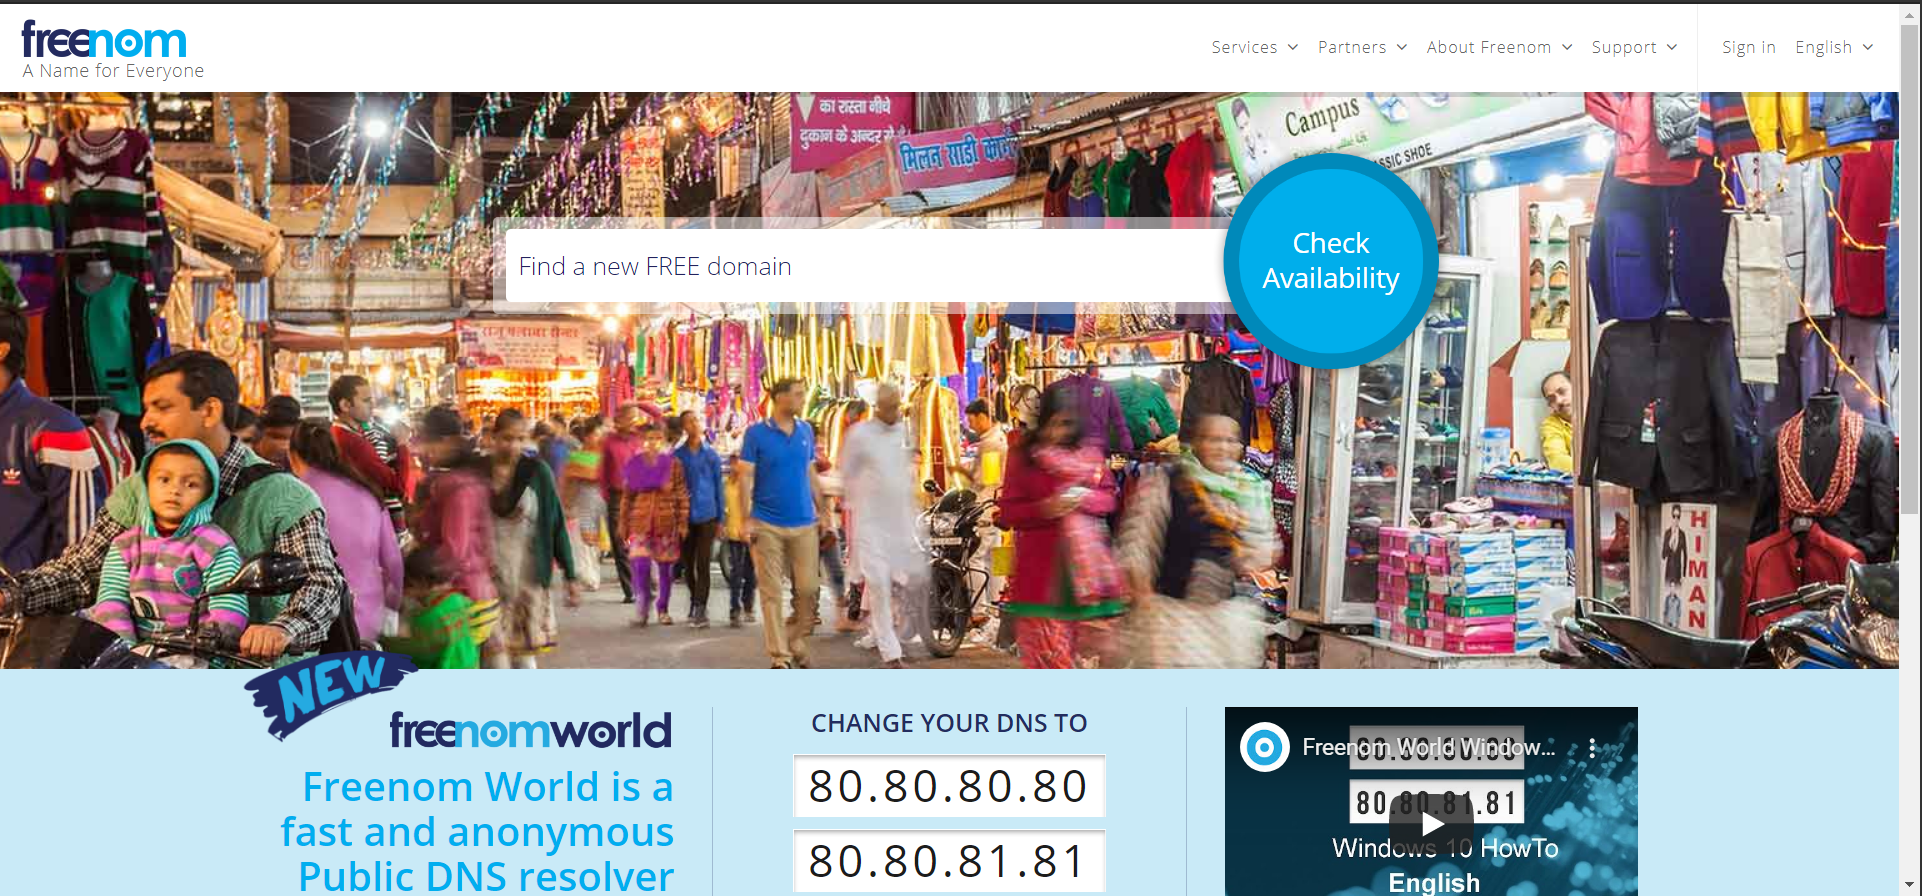 freenom
A Name for Everyone
Services
Partners
About Freenom
Support
Sign in
English
का रास्ता नीचे
दुकान के अन्दर से है
मिलन साड़ी
Campus
CLASSIC SHOE
Find a new FREE domain
Check
Availability
HIMAN
NEW
freenomworld
Freenom World is a
fast and anonymous
Public DNS resolver
CHANGE YOUR DNS TO
80.80.80.80
80.80.81.81
Freenom World Window...
80.80.80.80
80.80.81.81
Windows 10 HowTo
English